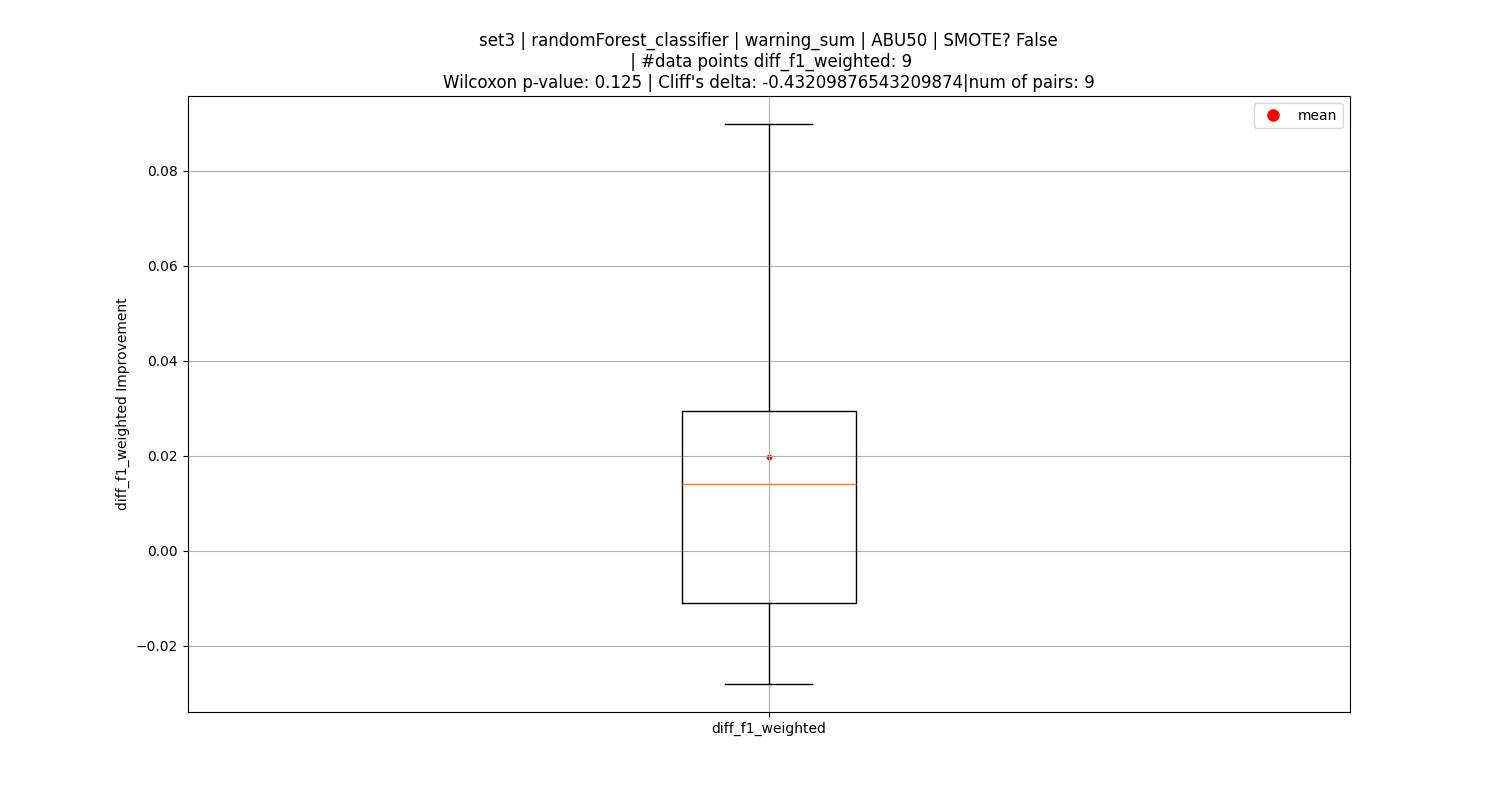 set3 | randomForest_classifier | warning_sum | ABU50 | SMOTE? False
| #data points diff_f1_weighted: 9
Wilcoxon p-value: 0.125 | Cliff's delta: -0.43209876543209874|num of pairs: 9
mean
0.08
0.06
0.04
0.02
0.00
−0.02
diff_f1_weighted Improvement
diff_f1_weighted